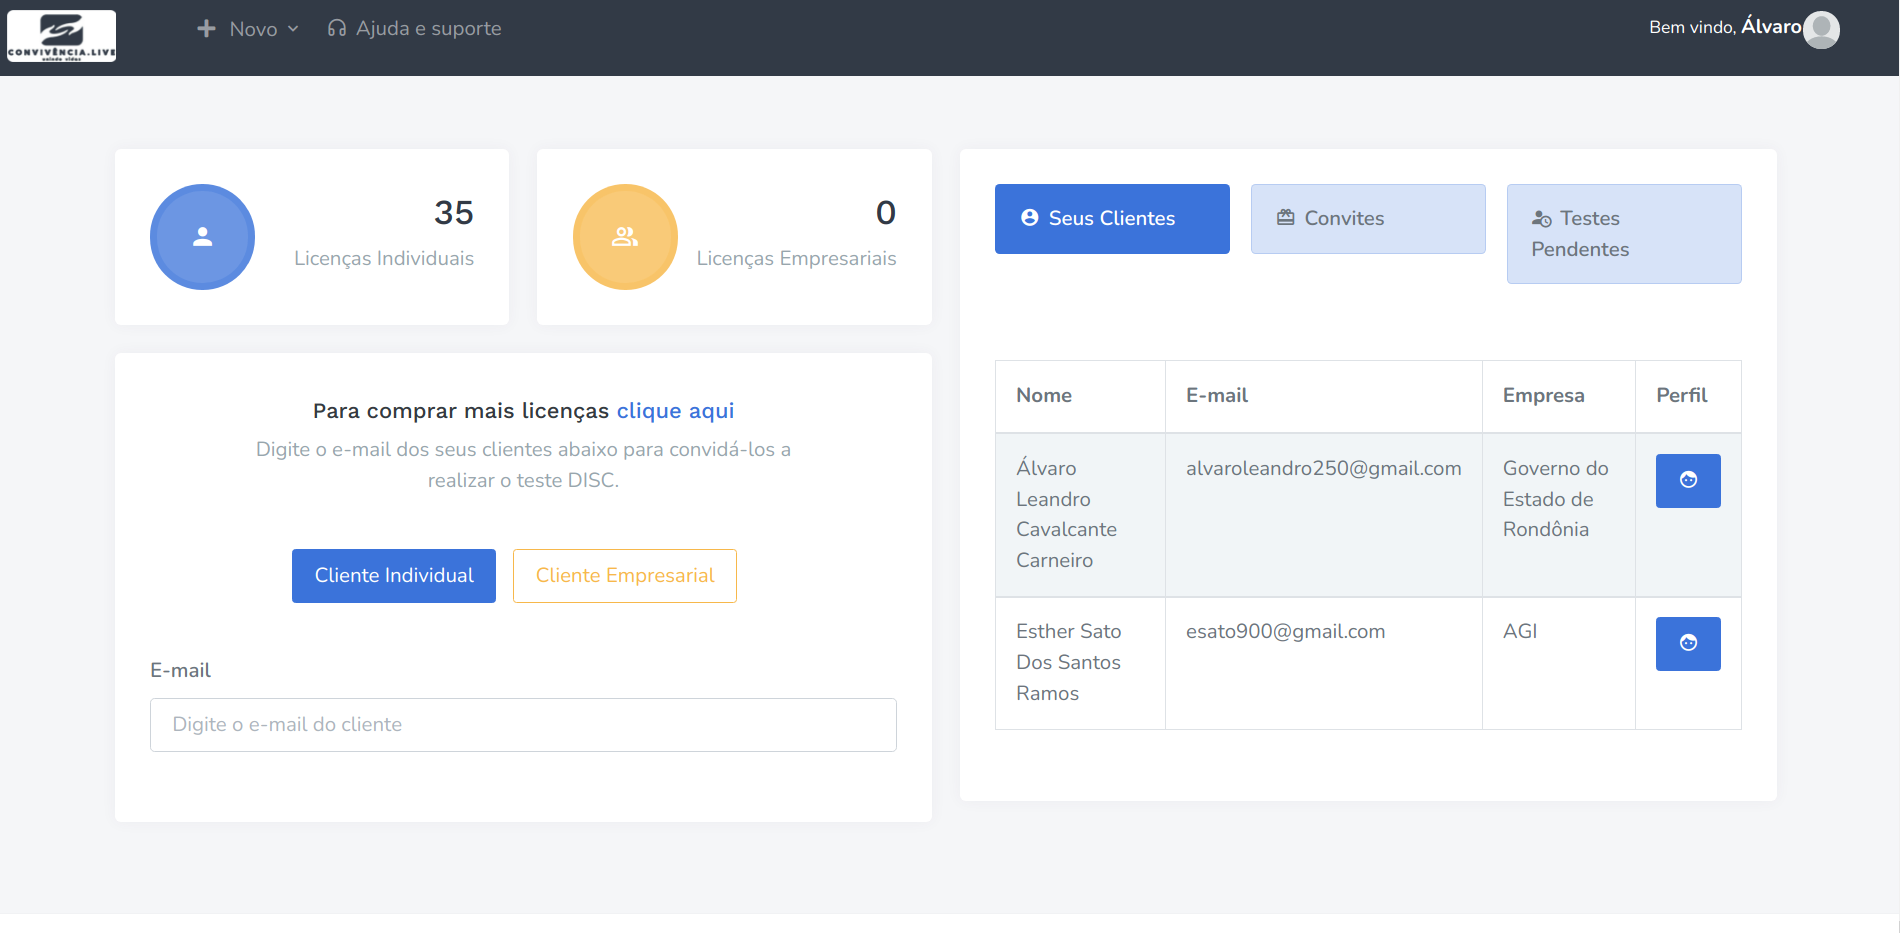 CONVIVÊNCIA.LIVE
Novo
Ajuda e suporte
Bem vindo, Álvaro
35
Licenças Individuais
0
Licenças Empresariais
Para comprar mais licenças clique aqui
Digite o e-mail dos seus clientes abaixo para convidá-los a
realizar o teste DISC.
Cliente Individual
Cliente Empresarial
E-mail
Digite o e-mail do cliente
Seus Clientes
Convites
Testes
Pendentes
Nome
E-mail
Empresa
Perfil
Álvaro
Leandro
Cavalcante
Carneiro
alvaroleandro250@gmail.com
Governo do
Estado de
Rondônia
Esther Sato
Dos Santos
Ramos
esato900@gmail.com
AGI